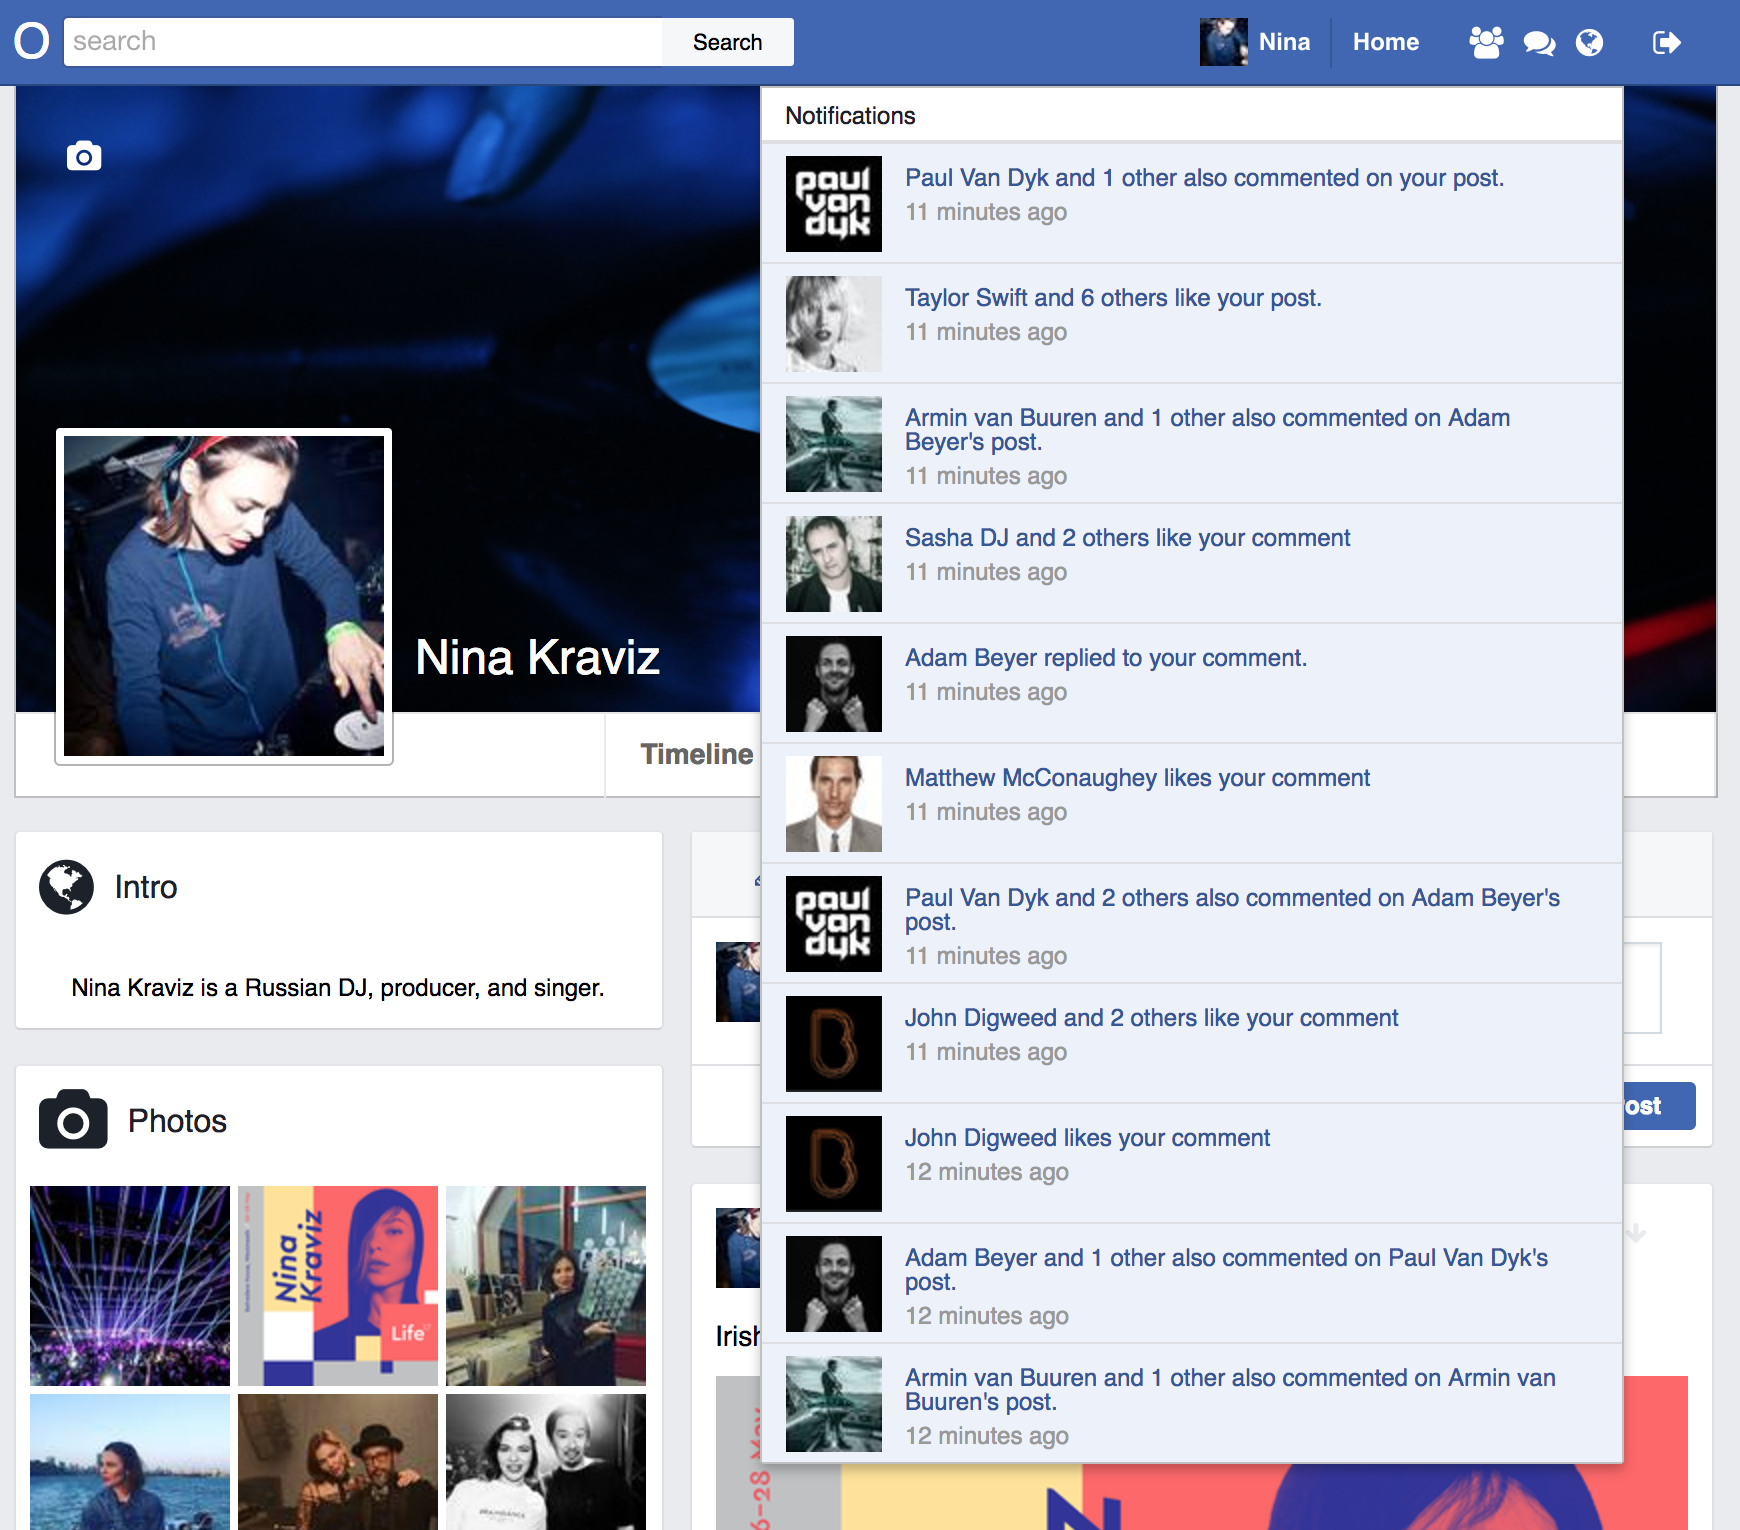 O
search
Search
Nina
Home
Notifications
paul
van
dyk
Paul Van Dyk and 1 other also commented on your post.
11 minutes ago
Taylor Swift and 6 others like your post.
11 minutes ago
Armin van Buuren and 1 other also commented on Adam
Beyer's post.
11 minutes ago
Sasha DJ and 2 others like your comment
11 minutes ago
Adam Beyer replied to your comment.
11 minutes ago
Matthew McConaughey likes your comment
11 minutes ago
paul
van
dyk
Paul Van Dyk and 2 others also commented on Adam Beyer's
post.
11 minutes ago
John Digweed and 2 others like your comment
11 minutes ago
John Digweed likes your comment
12 minutes ago
Adam Beyer and 1 other also commented on Paul Van Dyk's
post.
12 minutes ago
Armin van Buuren and 1 other also commented on Armin van
Buuren's post.
12 minutes ago
Nina Kraviz
Timeline
Intro
Nina Kraviz is a Russian DJ, producer, and singer.
Photos
Nina
Kraviz
Life
ost
Irish
6-28 May
N